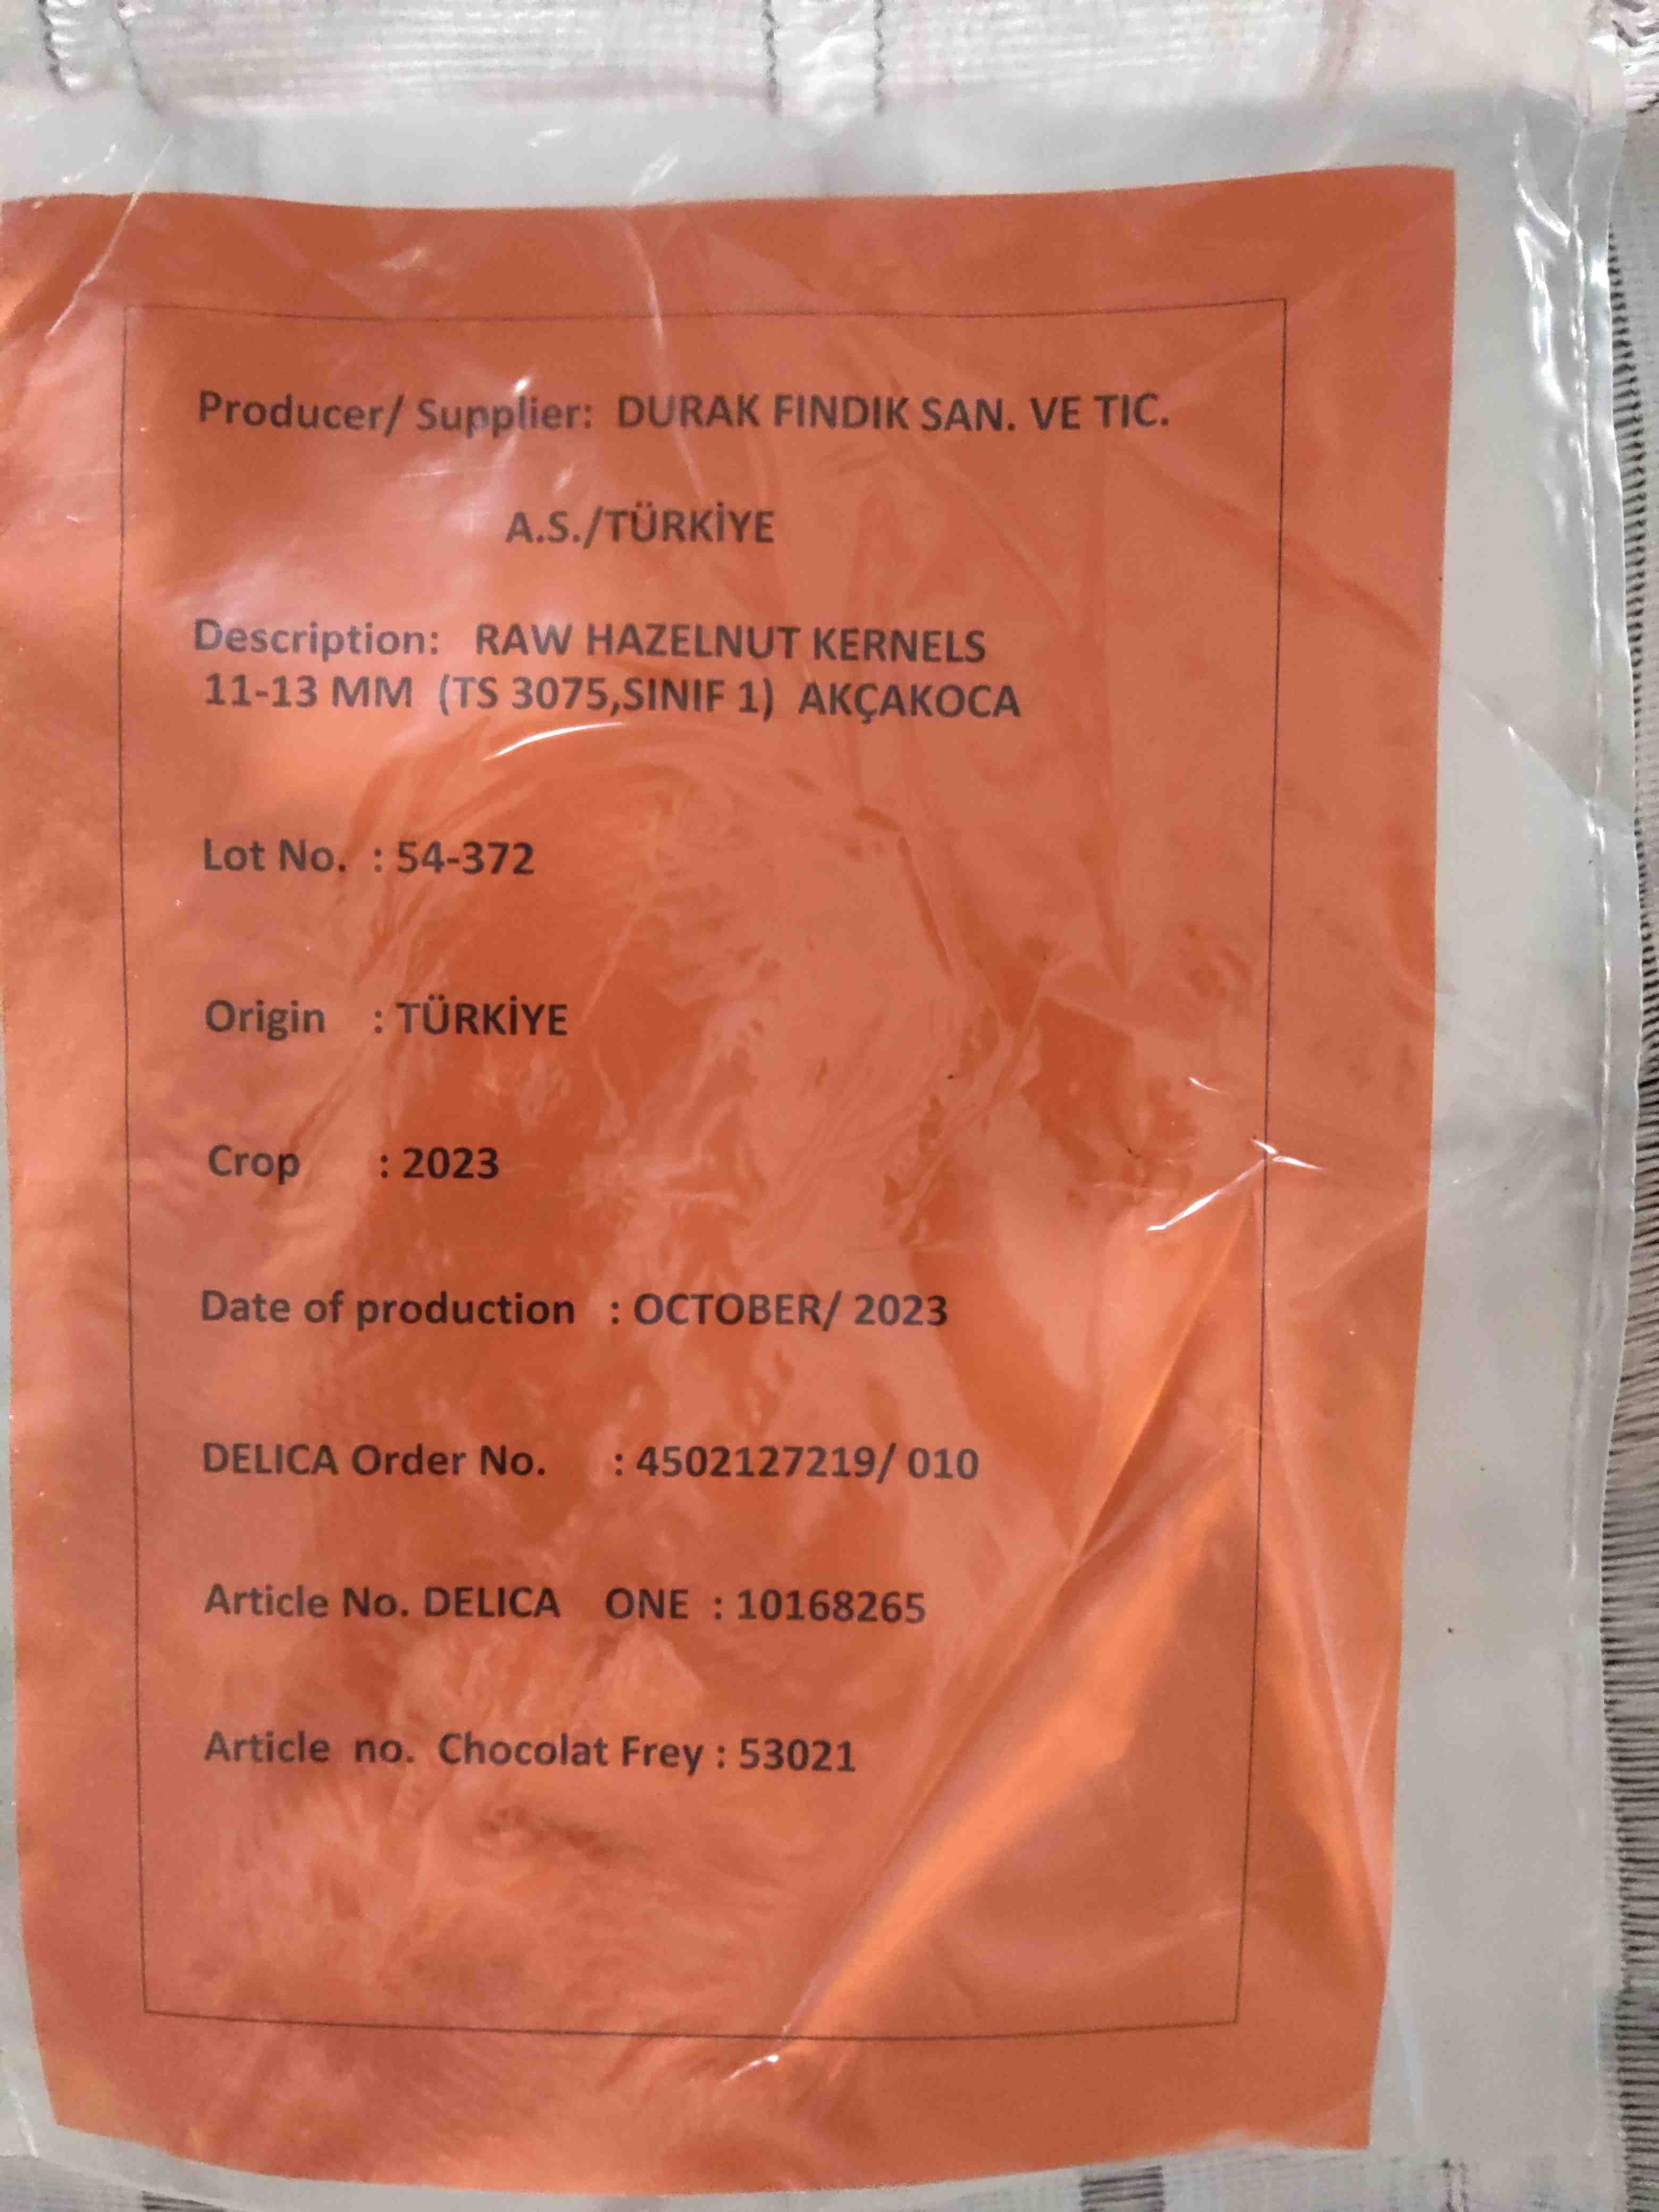 Producer/ Supplier: DURAK FINDIK SAN. VE TIC.
A.S./TÜRKİYE
Description: RAW HAZELNUT KERNELS
11-13 MM (TS 3075,SINIF 1) AKÇAKOCA
Lot No. : 54-372
Origin : TÜRKİYE
Crop : 2023
Date of production : OCTOBER/ 2023
DELICA Order No. : 4502127219/ 010
Article No. DELICA ONE : 10168265
Article no. Chocolat Frey : 53021